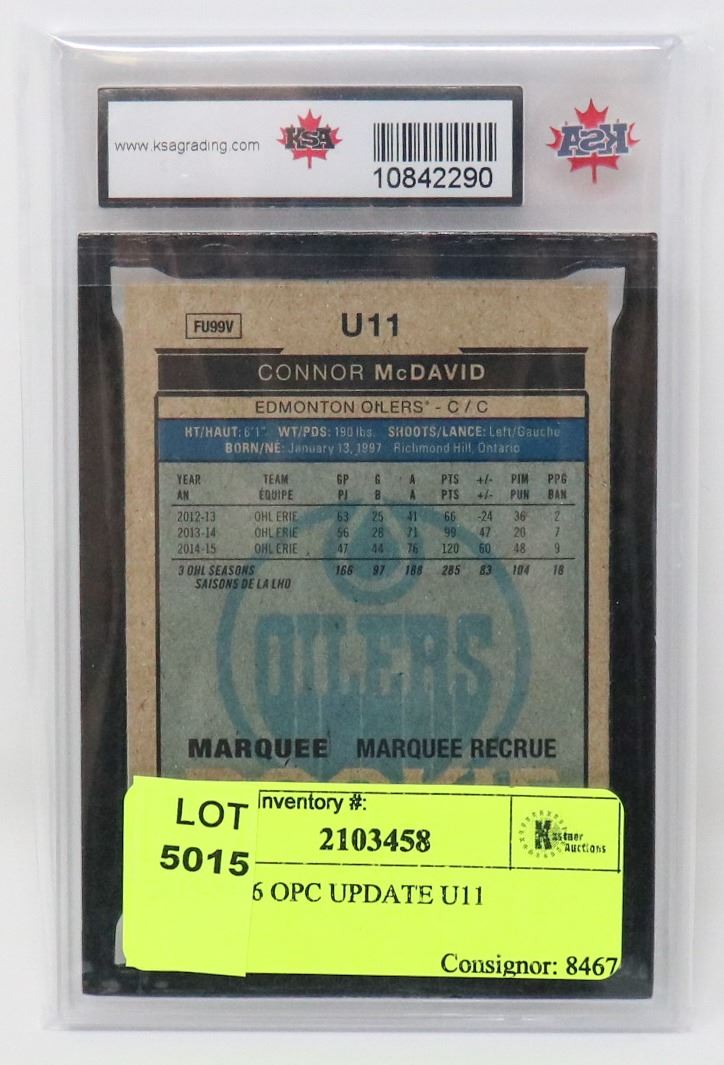 www.ksagrading.com
KSA
10842290
KSA
FU99V
U11
CONNOR McDAVID
EDMONTON OILERS® - C / C
HT/HAUT: 6'1" WT/PDS: 190 lbs. SHOOTS/LANCE: Left/Gauche
BORN/NÉ: January 13, 1997 Richmond Hill, Ontario
YEAR TEAM GP G A PTS +/- PIM PPG
AN ÉQUIPE PJ B A PTS +/- PUN BAN
2012-13 OHL ERIE 63 25 41 66 -24 36 2
2013-14 OHL ERIE 56 28 71 99 47 20 7
2014-15 OHL ERIE 47 44 76 120 60 48 9
3 OHL SEASONS 166 97 188 285 83 104 18
SAISONS DE LA LHO
OILERS
MARQUEE MARQUEE RECRUE
LOT
5015
nventory #:
2103458
Kastner
Auctions
6 OPC UPDATE U11
Consignor: 8467